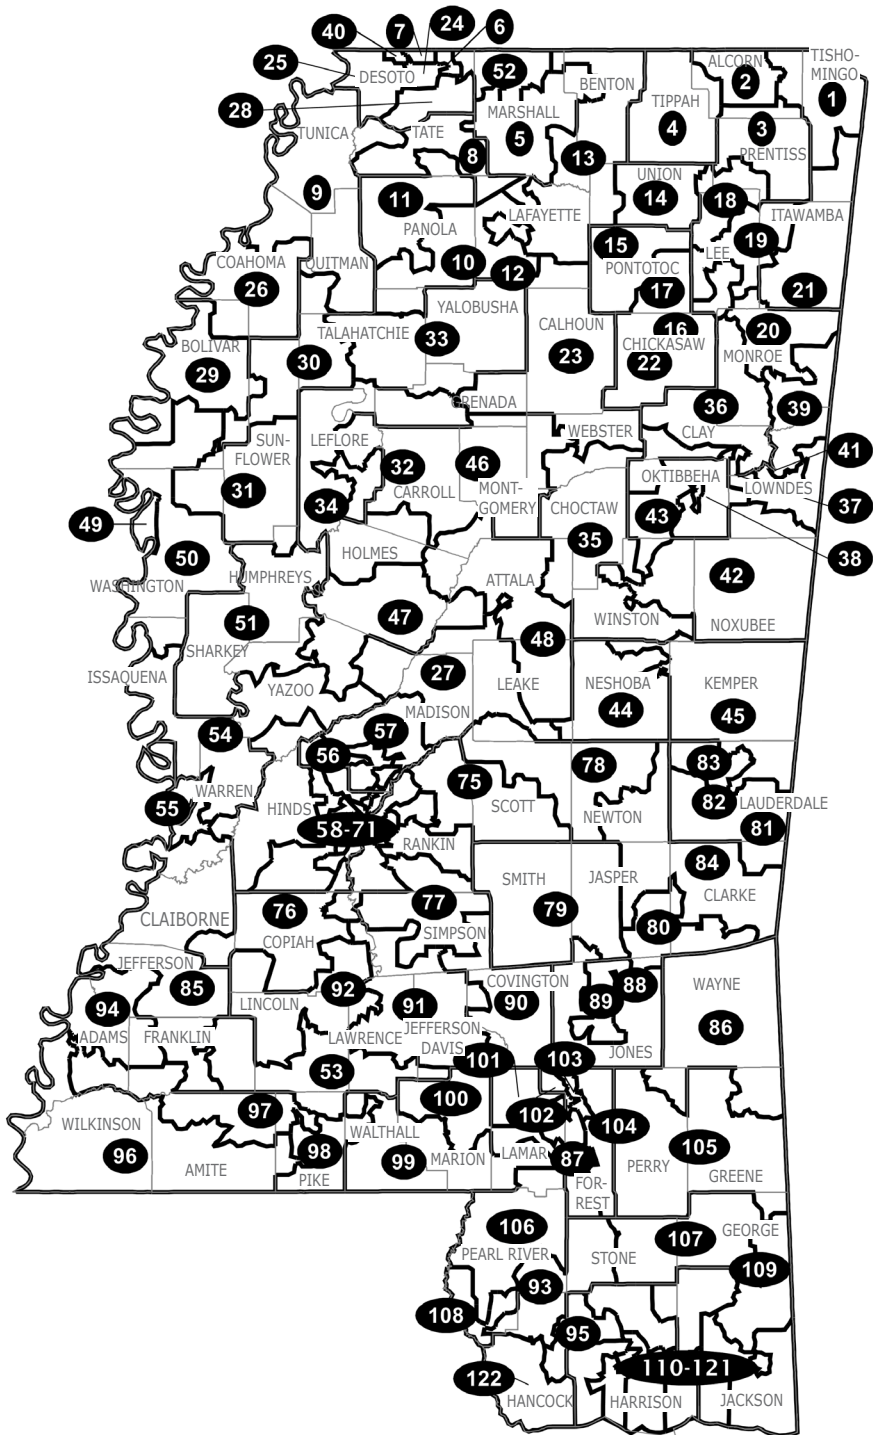 24
7
6
40
25
52
ALCORN
TISHO-
MINGO
DESOTO
BENTON
2
TIPPAH
1
28
MARSHALL
TUNICA
TATE
5
4
3
8
13
PRENTISS
UNION
9
11
14
18
ITAWAMBA
LAFAYETTE
PANOLA
15
19
LEE
COAHOMA
QUITMAN
10
12
PONTOTOC
26
17
21
YALOBUSHA
TALAHATCHIE
CALHOUN
16
20
BOLIVAR
33
CHICKASAW
30
23
22
MONROE
29
GRENADA
36
39
SUN-
FLOWER
LEFLORE
WEBSTER
CLAY
32
46
41
31
CARROLL
OKTIBBEHA
MONT-
GOMERY
LOWNDES
34
CHOCTAW
43
37
49
35
38
50
HOLMES
42
HUMPHREYS
ATTALA
WASHINGTON
51
47
WINSTON
NOXUBEE
48
SHARKEY
ISSAQUENA
27
LEAKE
NESHOBA
KEMPER
YAZOO
MADISON
44
45
54
57
56
83
75
78
WARREN
55
HINDS
SCOTT
82
LAUDERDALE
NEWTON
58-71
81
RANKIN
84
SMITH
JASPER
CLARKE
76
77
79
CLAIBORNE
80
COPIAH
SIMPSON
JEFFERSON
COVINGTON
85
92
88
WAYNE
LINCOLN
91
90
89
94
86
ADAMS
FRANKLIN
LAWRENCE
JEFFERSON
DAVIS
JONES
101
103
53
100
97
102
WILKINSON
WALTHALL
104
96
98
99
MARION
LAMAR
87
105
AMITE
PIKE
PERRY
GREENE
FOR-
REST
106
GEORGE
107
PEARL RIVER
STONE
109
93
108
95
110-121
122
HANCOCK
HARRISON
JACKSON